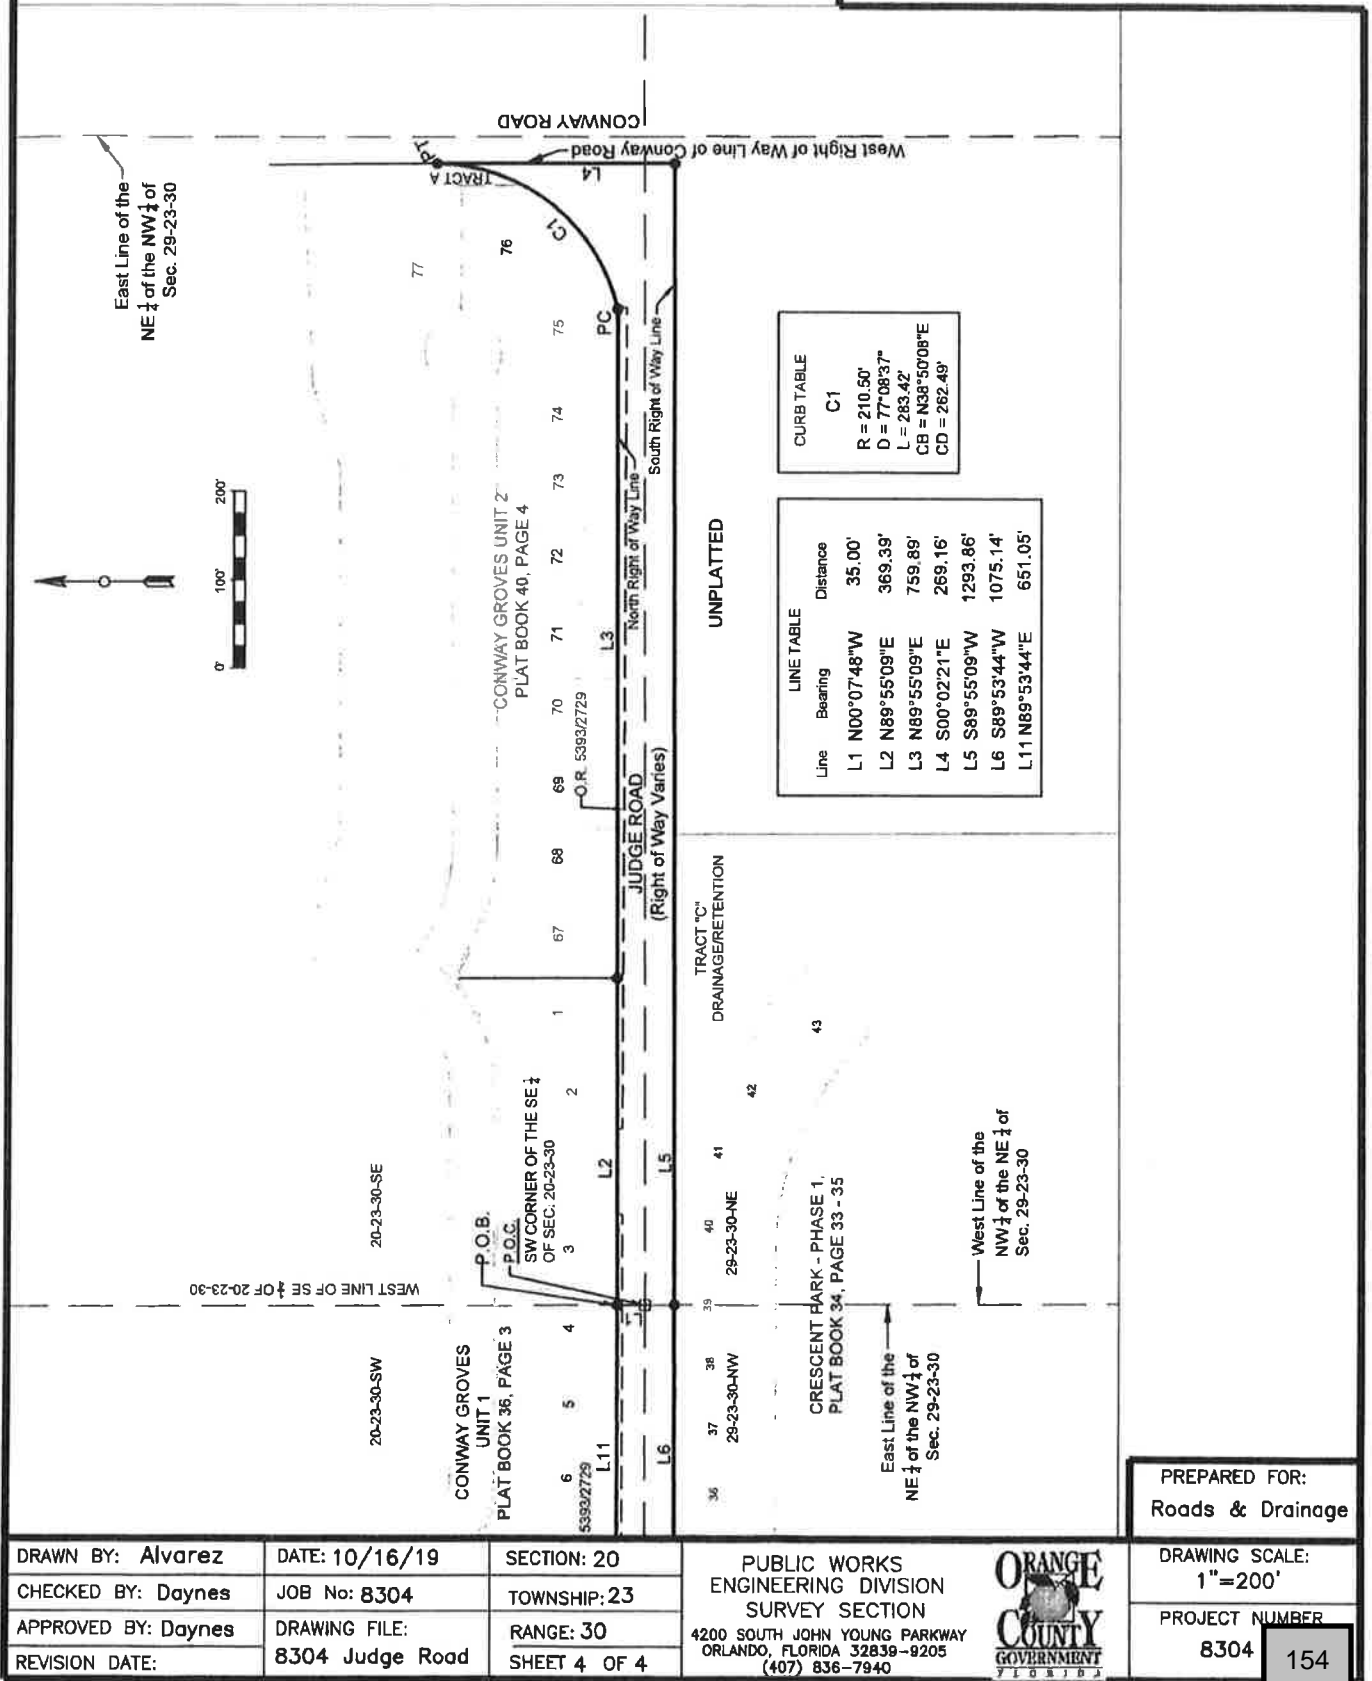 CONWAY ROAD
West Right of Way Line of Conway Road
East Line of the
NE 1/4 of the NW 1/4 of
Sec. 29-23-30
PT
TRACT A
L4
C1
PC
77
76
75
74
73
72
71
70
69
68
67
1
2
3
4
5
6
0'
100'
200'
CONWAY GROVES UNIT 2
PLAT BOOK 40, PAGE 4
L3
North Right of Way Line
South Right of Way Line
O.R. 5393/2729
JUDGE ROAD
(Right of Way Varies)
UNPLATTED
CURB TABLE
C1
R = 210.50'
D = 77°08'37"
L = 283.42'
CB = N38°50'08"E
CD = 262.49'
LINE TABLE
Line Bearing Distance
L1 N00°07'48"W 35.00'
L2 N89°55'09"E 369.39'
L3 N89°55'09"E 759.89'
L4 S00°02'21"E 269.16'
L5 S89°55'09"W 1293.86'
L6 S89°53'44"W 1075.14'
L11 N89°53'44"E 651.05'
TRACT "C"
DRAINAGE/RETENTION
43
42
41
40
39
38
37
36
20-23-30-SE
WEST LINE OF SE 1/4 OF 20-23-30
20-23-30-SW
P.O.B.
P.O.C.
SW CORNER OF THE SE 1/4
OF SEC. 20-23-30
L2
L5
CONWAY GROVES
UNIT 1
PLAT BOOK 36, PAGE 3
5393/2729
L11
L6
29-23-30-NE
29-23-30-NW
CRESCENT PARK - PHASE 1,
PLAT BOOK 34, PAGE 33 - 35
West Line of the
NW 1/4 of the NE 1/4 of
Sec. 29-23-30
East Line of the
NE 1/4 of the NW 1/4 of
Sec. 29-23-30
PREPARED FOR:
Roads & Drainage
DRAWN BY: Alvarez
CHECKED BY: Daynes
APPROVED BY: Daynes
REVISION DATE:
DATE: 10/16/19
JOB No: 8304
DRAWING FILE:
8304 Judge Road
SECTION: 20
TOWNSHIP: 23
RANGE: 30
SHEET 4 OF 4
PUBLIC WORKS
ENGINEERING DIVISION
SURVEY SECTION
4200 SOUTH JOHN YOUNG PARKWAY
ORLANDO, FLORIDA 32839-9205
(407) 836-7940
ORANGE
COUNTY
GOVERNMENT
FLORIDA
DRAWING SCALE:
1"=200'
PROJECT NUMBER
8304
154